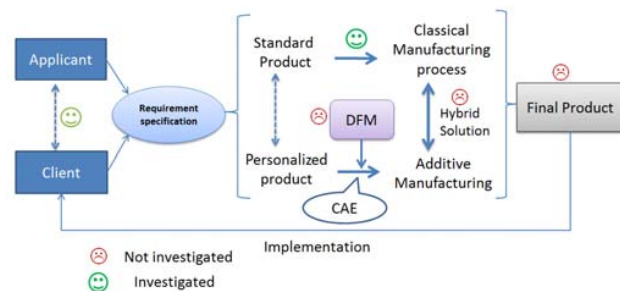 Applicant
Client
Requirement
specification
Standard
Product
Personalized
product
DFM
CAE
Classical
Manufacturing
process
Hybrid
Solution
Additive
Manufacturing
Final Product
Implementation
Not investigated
Investigated